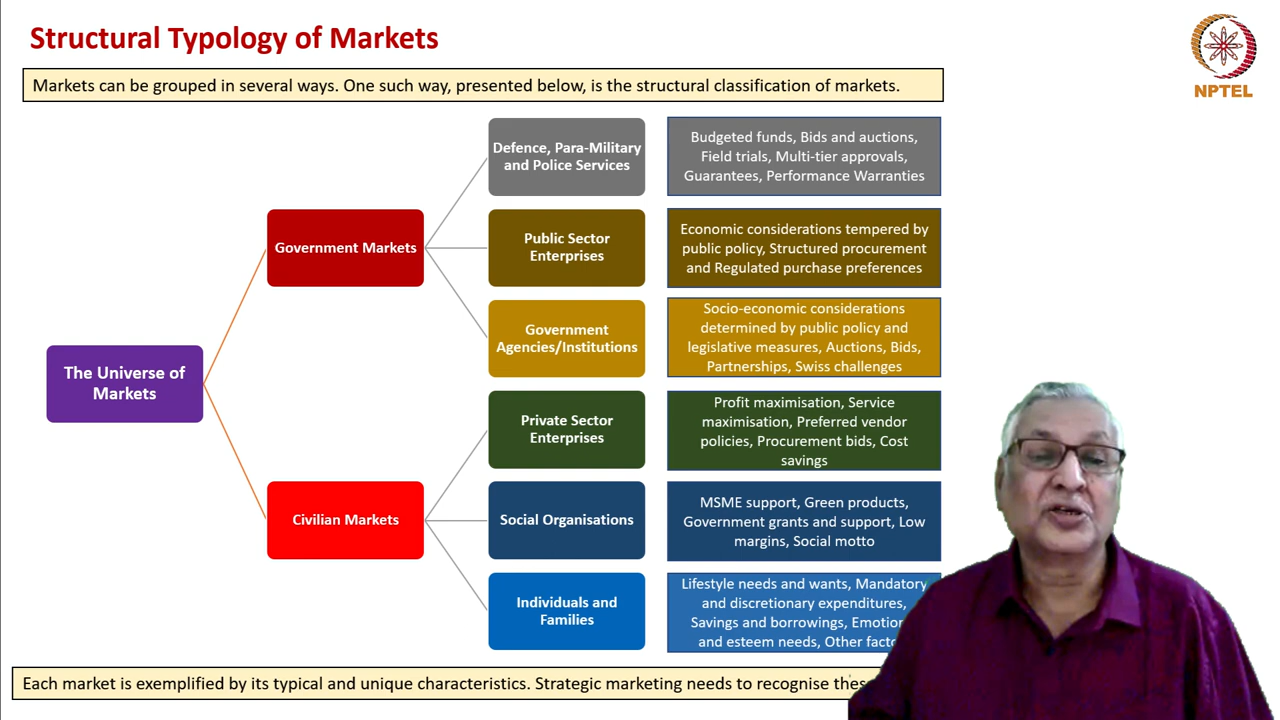 Structural Typology of Markets
NPTEL
Markets can be grouped in several ways. One such way, presented below, is the structural classification of markets.
The Universe of
Markets
Government Markets
Defence, Para-Military
and Police Services
Budgeted funds, Bids and auctions,
Field trials, Multi-tier approvals,
Guarantees, Performance Warranties
Public Sector
Enterprises
Economic considerations tempered by
public policy, Structured procurement
and Regulated purchase preferences
Government
Agencies/Institutions
Socio-economic considerations
determined by public policy and
legislative measures, Auctions, Bids,
Partnerships, Swiss challenges
Civilian Markets
Private Sector
Enterprises
Profit maximisation, Service
maximisation, Preferred vendor
policies, Procurement bids, Cost
savings
Social Organisations
MSME support, Green products,
Government grants and support, Low
margins, Social motto
Individuals and
Families
Lifestyle needs and wants, Mandatory
and discretionary expenditures,
Savings and borrowings,
and esteem needs, Other
Each market is exemplified by its typical and unique characteristics. Strategic marketing needs to recognise